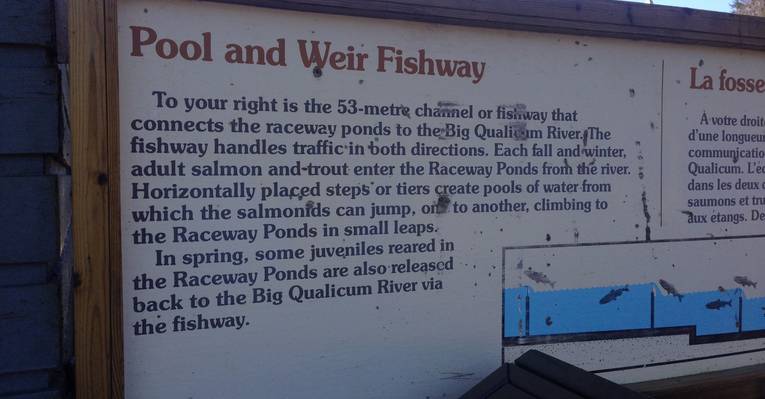 Pool and Weir Fishway
To your right is the 53-metre channel or fishway that
connects the raceway ponds to the Big Qualicum River. The
fishway handles traffic in both directions. Each fall and winter,
adult salmon and trout enter the Raceway Ponds from the river.
Horizontally placed steps or tiers create pools of water from
which the salmonids can jump, one to another, climbing to
the Raceway Ponds in small leaps.
In spring, some juveniles reared in
the Raceway Ponds are also released
back to the Big Qualicum River via
the fishway.
La fosse
À votre droit
d'une longueu
communicatio
Qualicum. L'é
dans les deux
saumons et tru
aux étangs. De